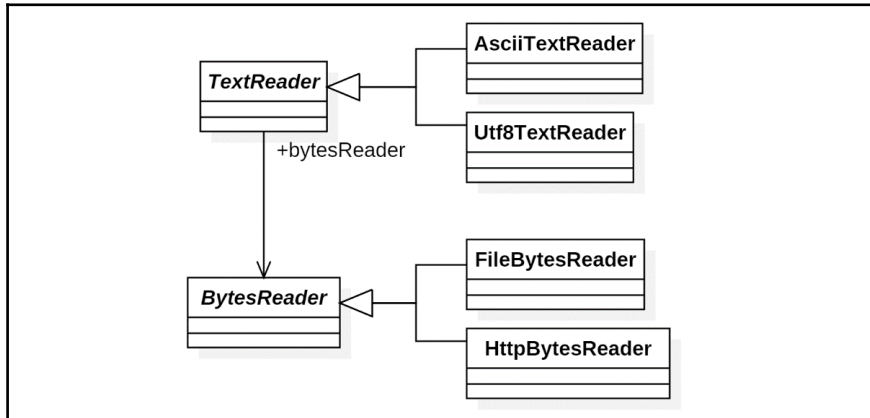 TextReader
AsciiTextReader
Utf8TextReader
+bytesReader
BytesReader
FileBytesReader
HttpBytesReader